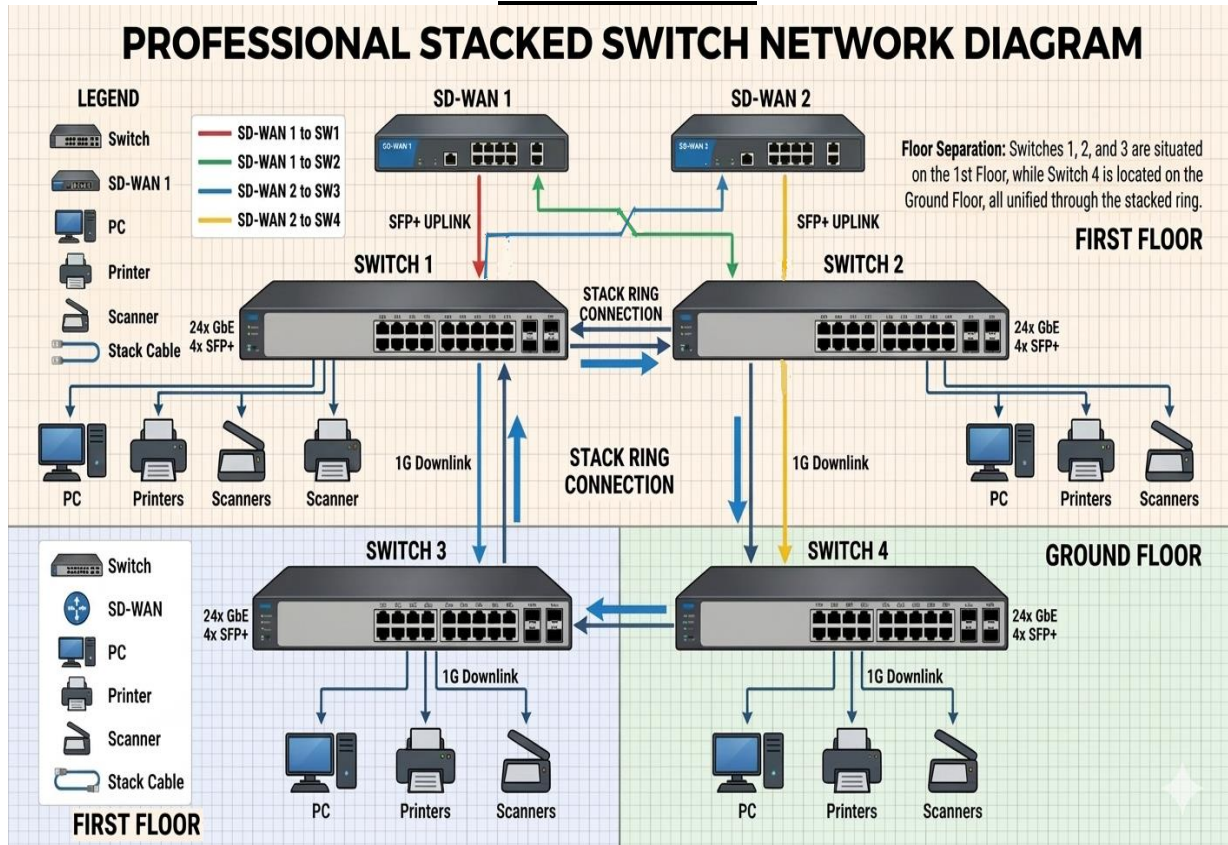 PROFESSIONAL STACKED SWITCH NETWORK DIAGRAM
LEGEND
Switch
SD-WAN 1
PC
Printer
Scanner
Stack Cable
SD-WAN 1 to SW1
SD-WAN 1 to SW2
SD-WAN 2 to SW3
SD-WAN 2 to SW4
SD-WAN 1
SD-WAN 2
Floor Separation: Switches 1, 2, and 3 are situated
on the 1st Floor, while Switch 4 is located on the
Ground Floor, all unified through the stacked ring.
FIRST FLOOR
SFP+ UPLINK
SFP+ UPLINK
SWITCH 1
SWITCH 2
STACK RING
CONNECTION
24x GbE
4x SFP+
24x GbE
4x SFP+
1G Downlink
STACK RING
CONNECTION
1G Downlink
PC
Printers
Scanners
Scanner
PC
Printers
Scanners
SWITCH 3
SWITCH 4
GROUND FLOOR
Switch
SD-WAN
PC
Printer
Scanner
Stack Cable
24x GbE
4x SFP+
24x GbE
4x SFP+
1G Downlink
1G Downlink
PC
Printers
Scanners
PC
Printers
Scanners
FIRST FLOOR